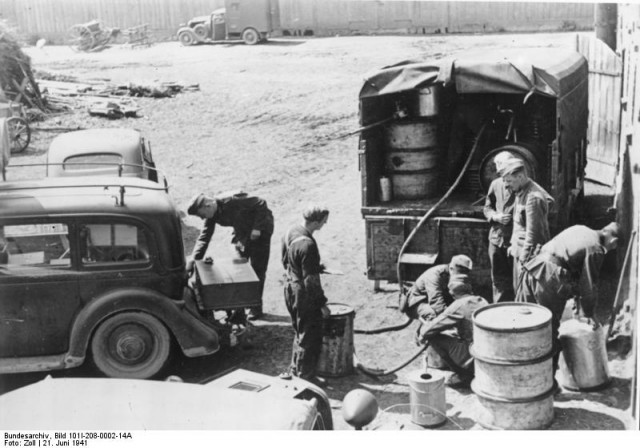 Bundesarchiv, Bild 101I-208-0002-14A
Foto: Zoll | 21. Juni 1941